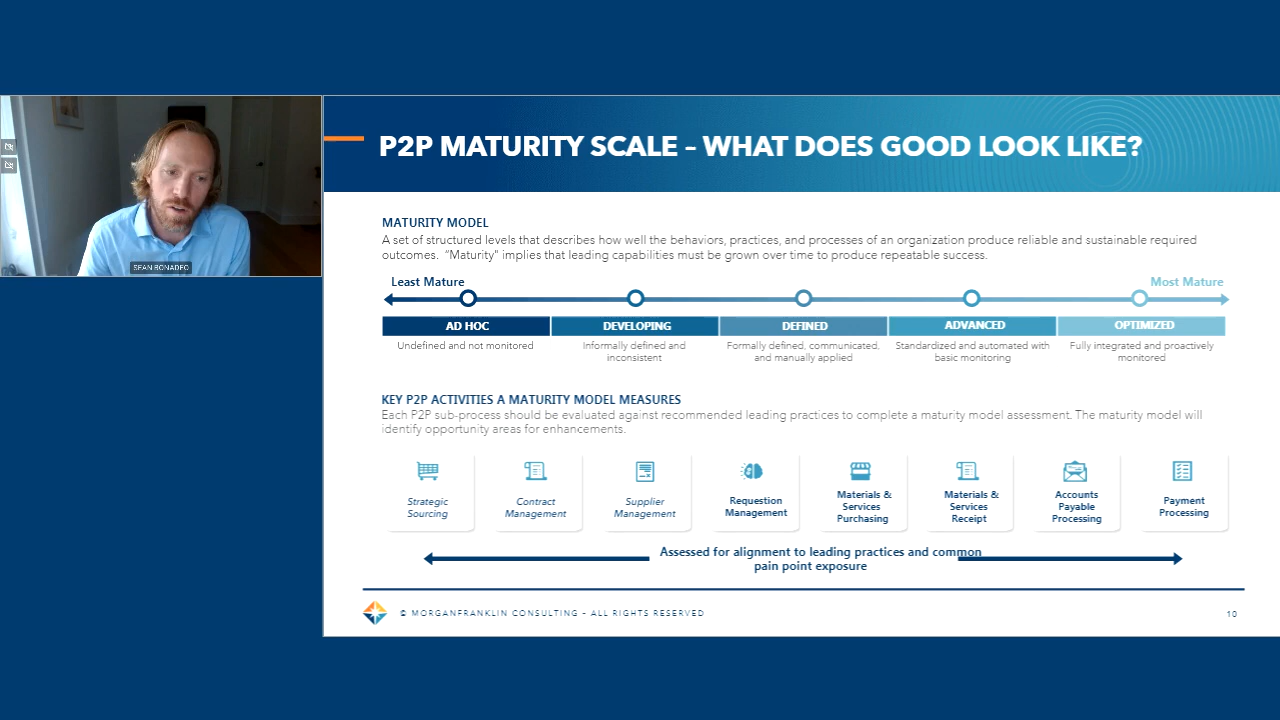 SEAN BONADEO
P2P MATURITY SCALE – WHAT DOES GOOD LOOK LIKE?
MATURITY MODEL
A set of structured levels that describes how well the behaviors, practices, and processes of an organization produce reliable and sustainable required
outcomes. "Maturity" implies that leading capabilities must be grown over time to produce repeatable success.
Least Mature
Most Mature
AD HOC
DEVELOPING
DEFINED
ADVANCED
OPTIMIZED
Undefined and not monitored
Informally defined and
inconsistent
Formally defined, communicated,
and manually applied
Standardized and automated with
basic monitoring
Fully integrated and proactively
monitored
KEY P2P ACTIVITIES A MATURITY MODEL MEASURES
Each P2P sub-process should be evaluated against recommended leading practices to complete a maturity model assessment. The maturity model will
identify opportunity areas for enhancements.
Strategic
Sourcing
Contract
Management
Supplier
Management
Requestion
Management
Materials &
Services
Purchasing
Materials &
Services
Receipt
Accounts
Payable
Processing
Payment
Processing
Assessed for alignment to leading practices and common
pain point exposure
© MORGANFRANKLIN CONSULTING – ALL RIGHTS RESERVED
10